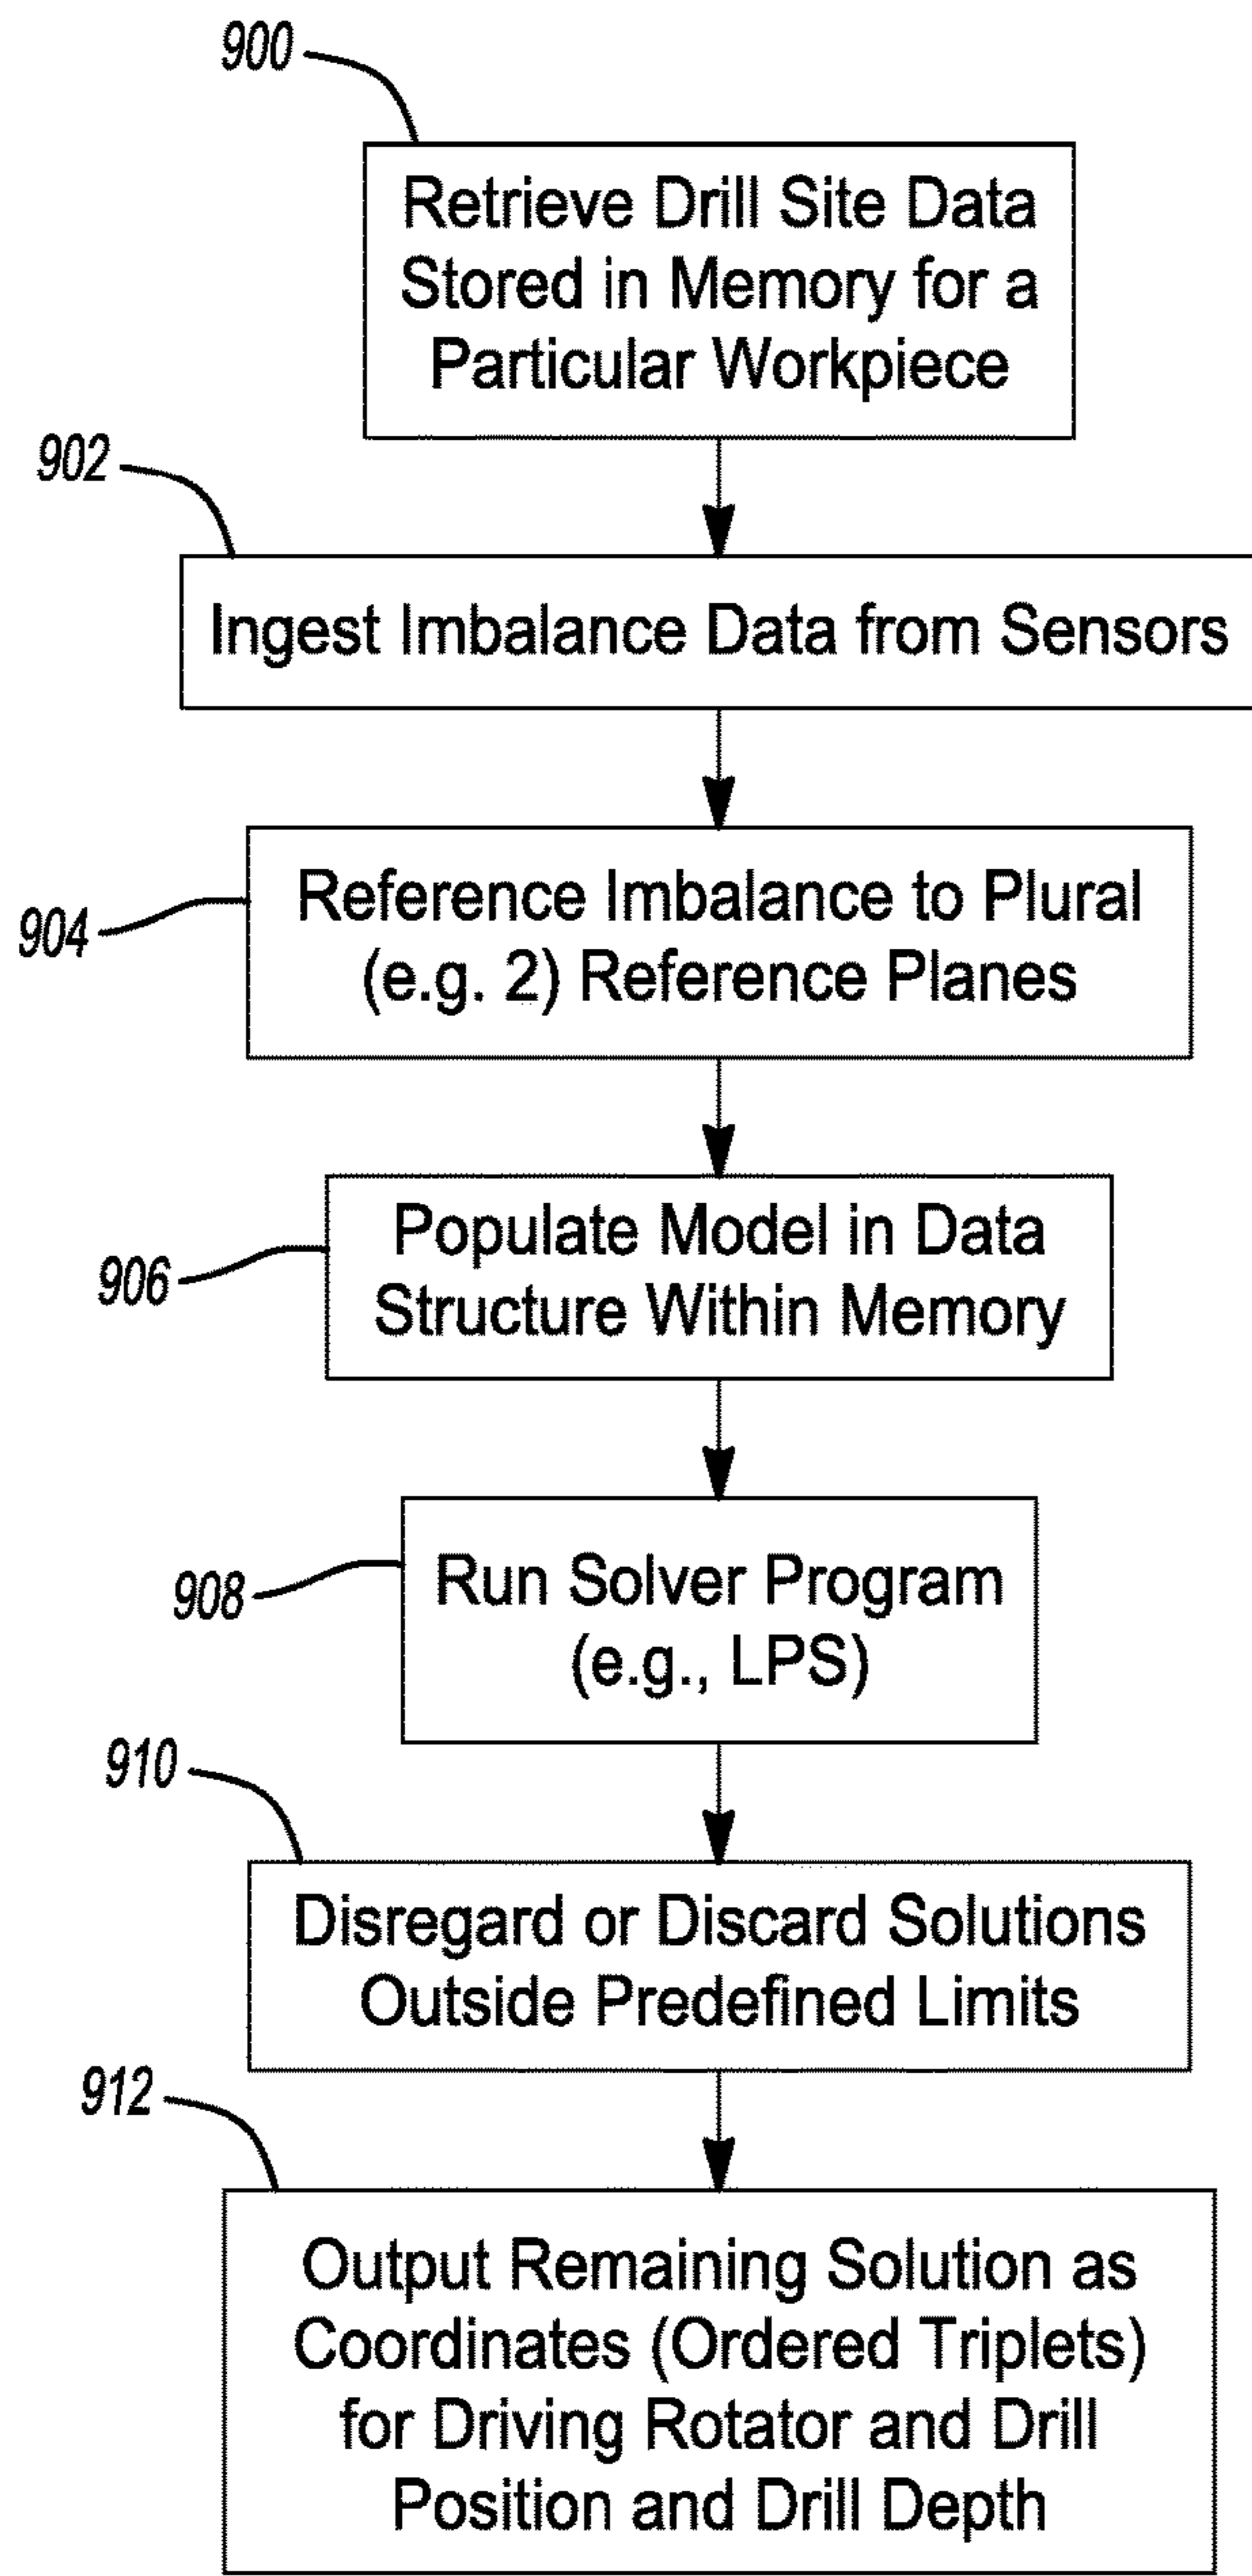 900
Retrieve Drill Site Data
Stored in Memory for a
Particular Workpiece
902
Ingest Imbalance Data from Sensors
904
Reference Imbalance to Plural
(e.g. 2) Reference Planes
906
Populate Model in Data
Structure Within Memory
908
Run Solver Program
(e.g., LPS)
910
Disregard or Discard Solutions
Outside Predefined Limits
912
Output Remaining Solution as
Coordinates (Ordered Triplets)
for Driving Rotator and Drill
Position and Drill Depth